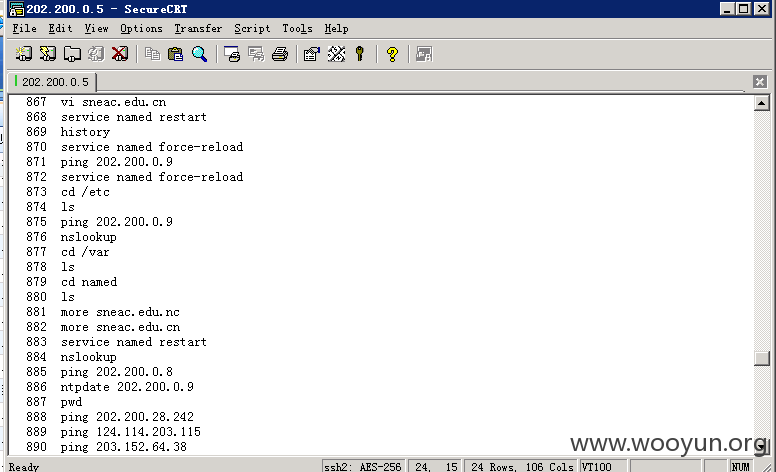 202.200.0.5 - SecureCRT
File Edit View Options Transfer Script Tools Help
202.200.0.5
867 vi sneac.edu.cn
868 service named restart
869 history
870 service named force-reload
871 ping 202.200.0.9
872 service named force-reload
873 cd /etc
874 ls
875 ping 202.200.0.9
876 nslookup
877 cd /var
878 ls
879 cd named
880 ls
881 more sneac.edu.nc
882 more sneac.edu.cn
883 service named restart
884 nslookup
885 ping 202.200.0.8
886 ntpdate 202.200.0.9
887 pwd
888 ping 202.200.28.242
889 ping 124.114.203.115
890 ping 203.152.64.38
www.wooyun.org
Ready ssh2: AES-256 24, 15 24 Rows, 106 Cols VT100 NUM